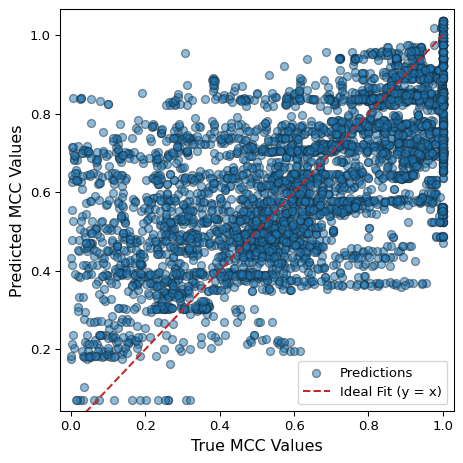 Predicted MCC Values
1.0
0.8
0.6
0.4
0.2
0.0 0.2 0.4 0.6 0.8 1.0
True MCC Values
Predictions
Ideal Fit (y = x)